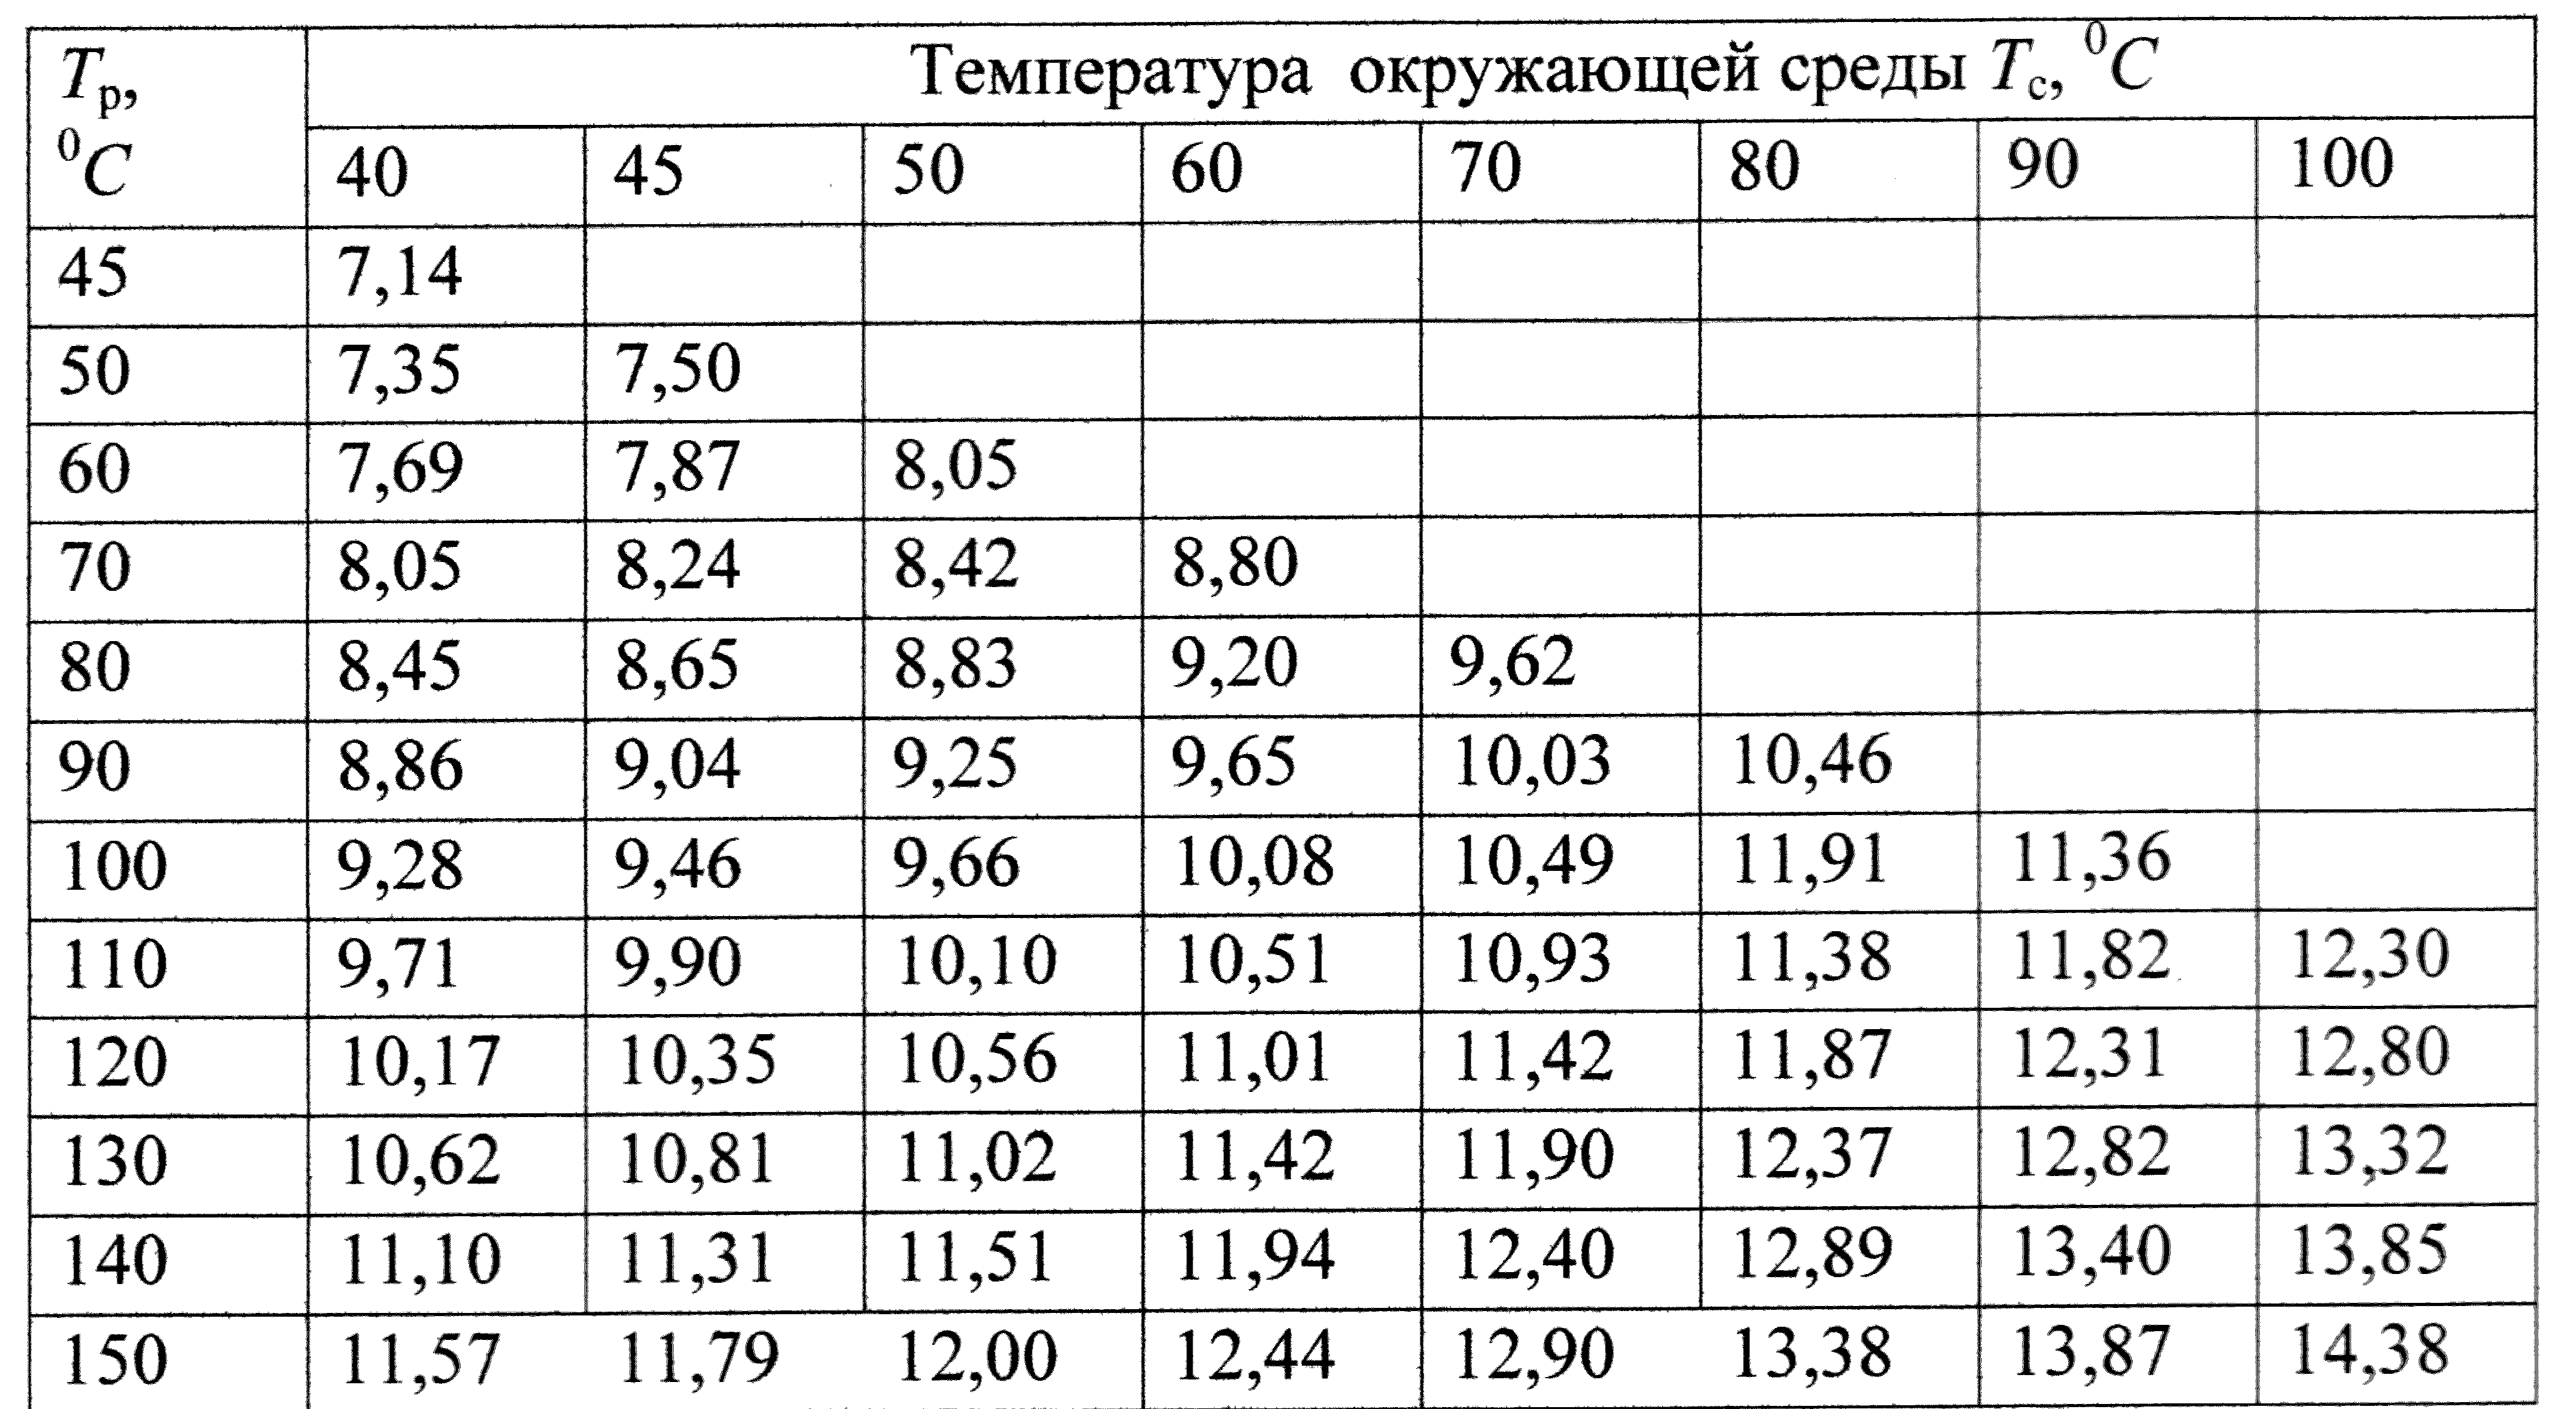 Tр, Температура окружающей среды Tс, ⁰C
⁰C 40 45 50 60 70 80 90 100
45 7,14
50 7,35 7,50
60 7,69 7,87 8,05
70 8,05 8,24 8,42 8,80
80 8,45 8,65 8,83 9,20 9,62
90 8,86 9,04 9,25 9,65 10,03 10,46
100 9,28 9,46 9,66 10,08 10,49 11,91 11,36
110 9,71 9,90 10,10 10,51 10,93 11,38 11,82 12,30
120 10,17 10,35 10,56 11,01 11,42 11,87 12,31 12,80
130 10,62 10,81 11,02 11,42 11,90 12,37 12,82 13,32
140 11,10 11,31 11,51 11,94 12,40 12,89 13,40 13,85
150 11,57 11,79 12,00 12,44 12,90 13,38 13,87 14,38